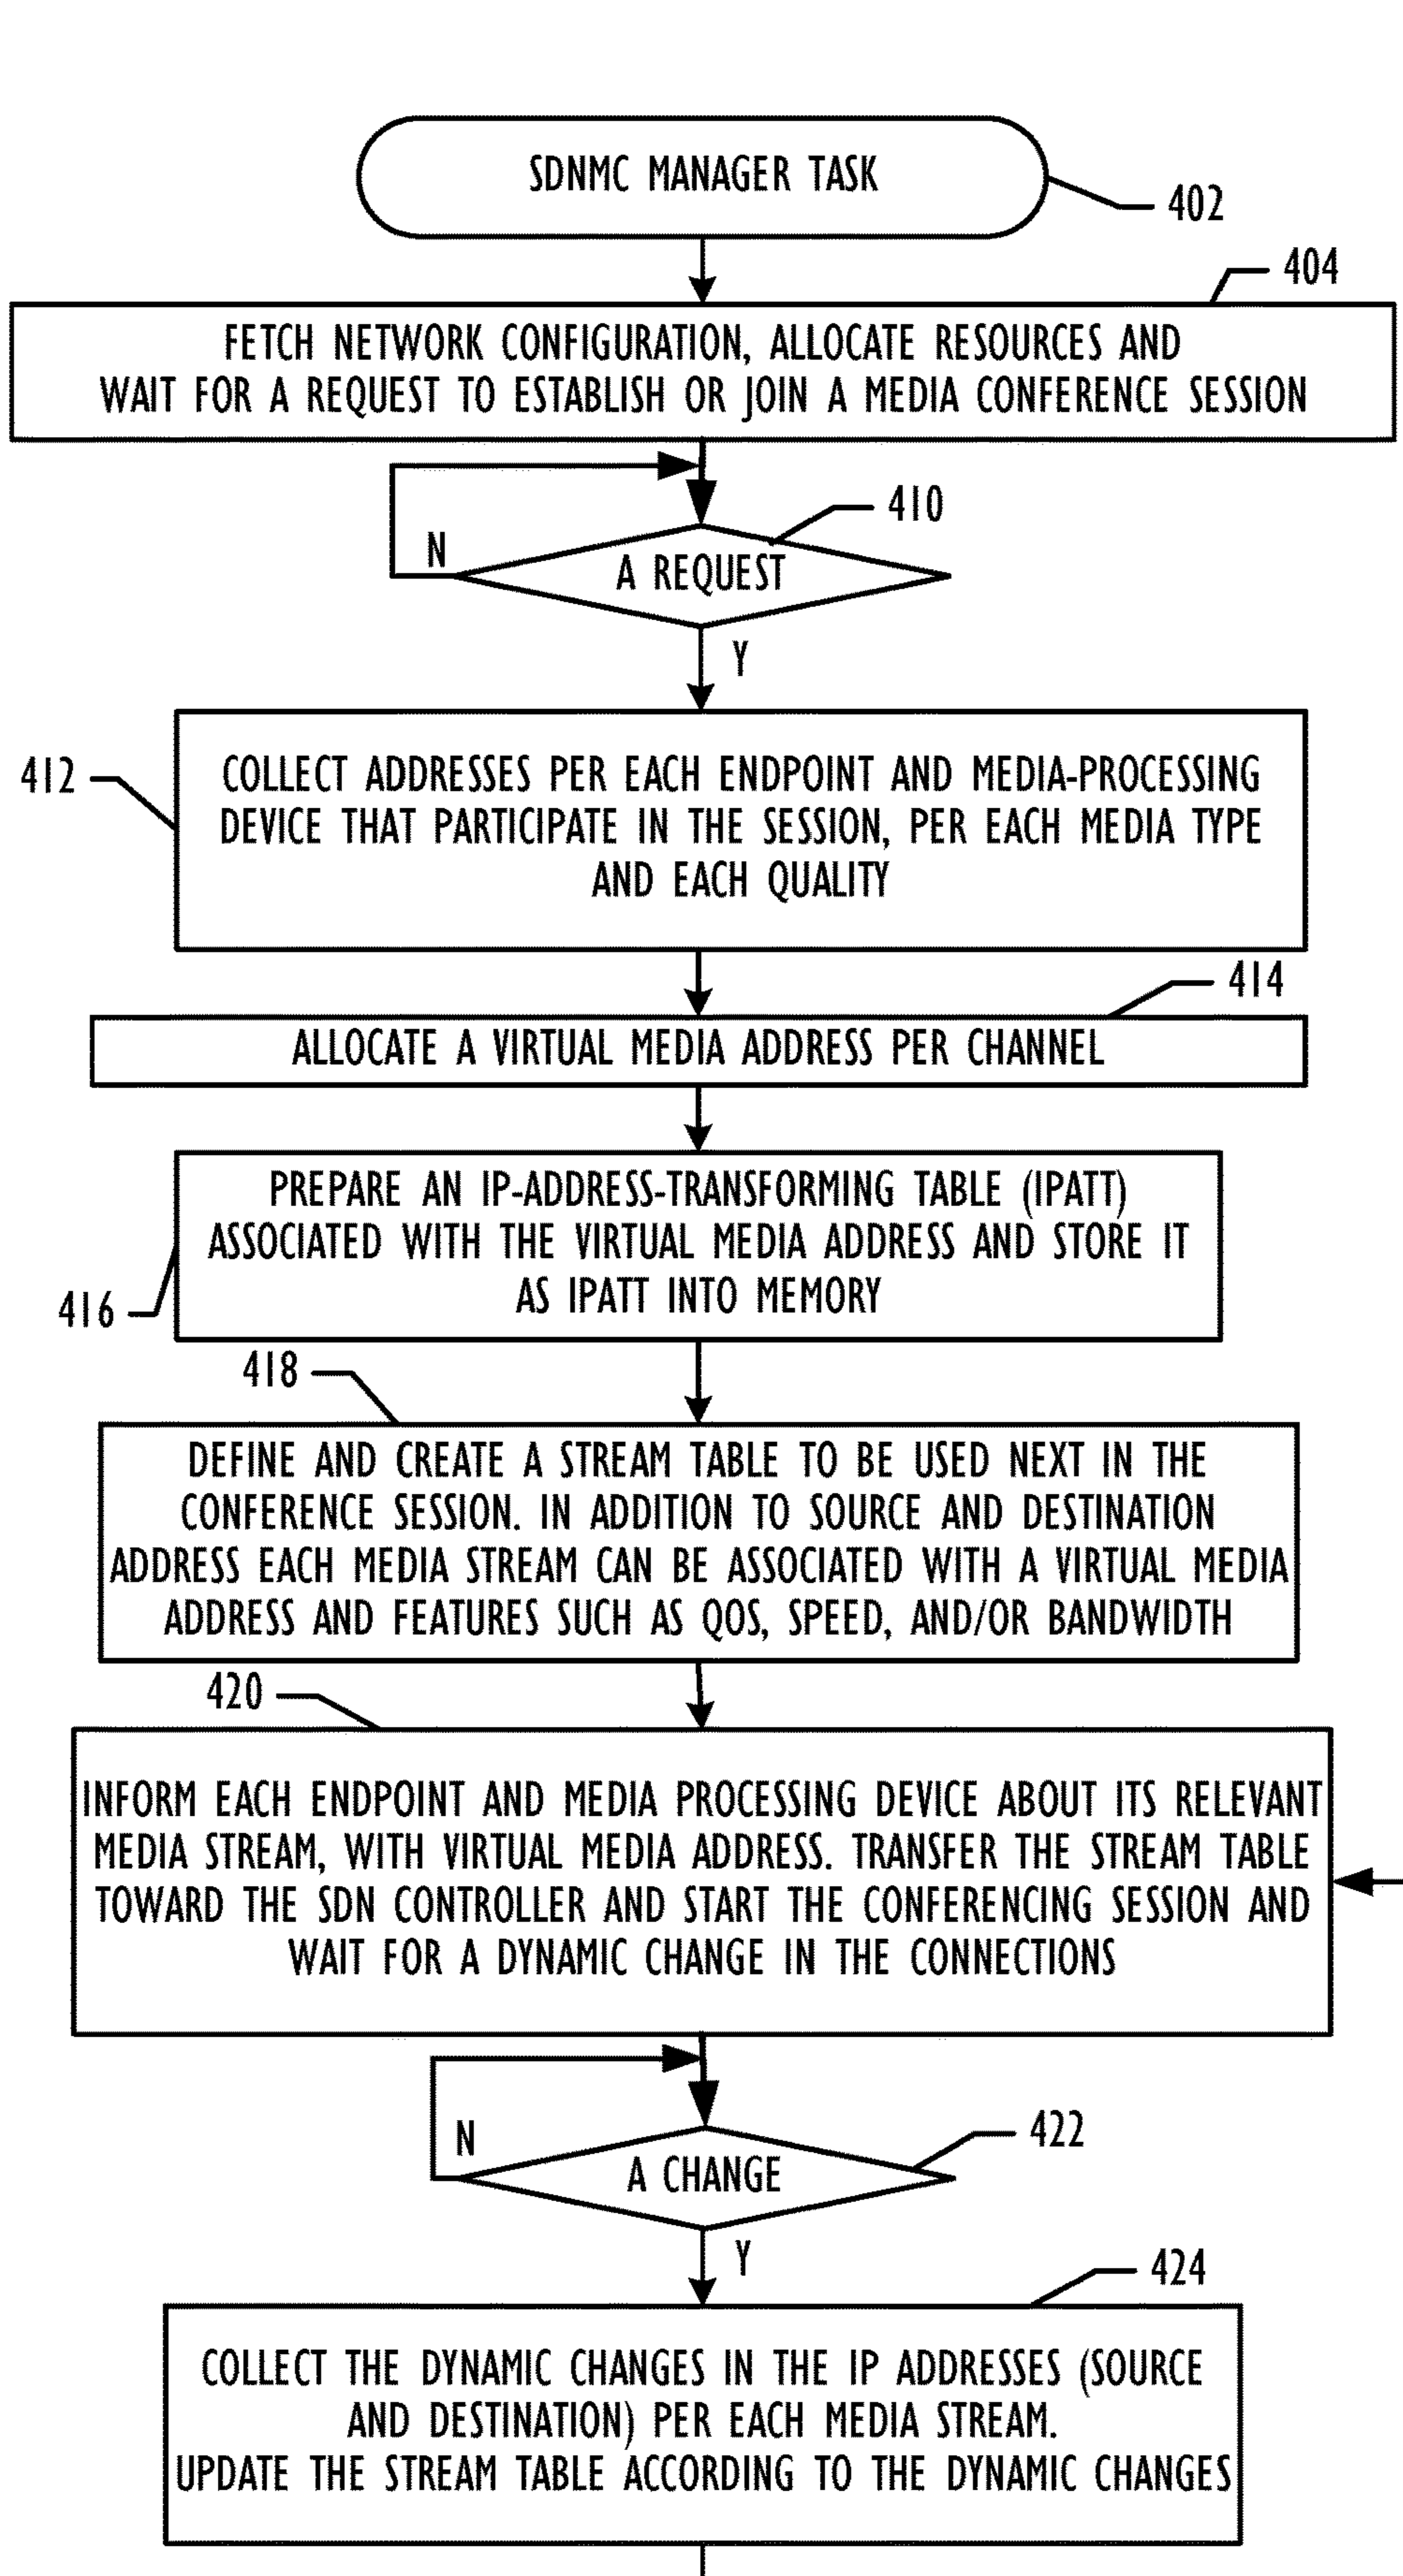 SDNMC MANAGER TASK
402
404
FETCH NETWORK CONFIGURATION, ALLOCATE RESOURCES AND
WAIT FOR A REQUEST TO ESTABLISH OR JOIN A MEDIA CONFERENCE SESSION
410
N
A REQUEST
Y
412
COLLECT ADDRESSES PER EACH ENDPOINT AND MEDIA-PROCESSING
DEVICE THAT PARTICIPATE IN THE SESSION, PER EACH MEDIA TYPE
AND EACH QUALITY
414
ALLOCATE A VIRTUAL MEDIA ADDRESS PER CHANNEL
PREPARE AN IP-ADDRESS-TRANSFORMING TABLE (IPATT)
ASSOCIATED WITH THE VIRTUAL MEDIA ADDRESS AND STORE IT
AS IPATT INTO MEMORY
416
418
DEFINE AND CREATE A STREAM TABLE TO BE USED NEXT IN THE
CONFERENCE SESSION. IN ADDITION TO SOURCE AND DESTINATION
ADDRESS EACH MEDIA STREAM CAN BE ASSOCIATED WITH A VIRTUAL MEDIA
ADDRESS AND FEATURES SUCH AS QOS, SPEED, AND/OR BANDWIDTH
420
INFORM EACH ENDPOINT AND MEDIA PROCESSING DEVICE ABOUT ITS RELEVANT
MEDIA STREAM, WITH VIRTUAL MEDIA ADDRESS. TRANSFER THE STREAM TABLE
TOWARD THE SDN CONTROLLER AND START THE CONFERENCING SESSION AND
WAIT FOR A DYNAMIC CHANGE IN THE CONNECTIONS
422
N
A CHANGE
Y
424
COLLECT THE DYNAMIC CHANGES IN THE IP ADDRESSES (SOURCE
AND DESTINATION) PER EACH MEDIA STREAM.
UPDATE THE STREAM TABLE ACCORDING TO THE DYNAMIC CHANGES